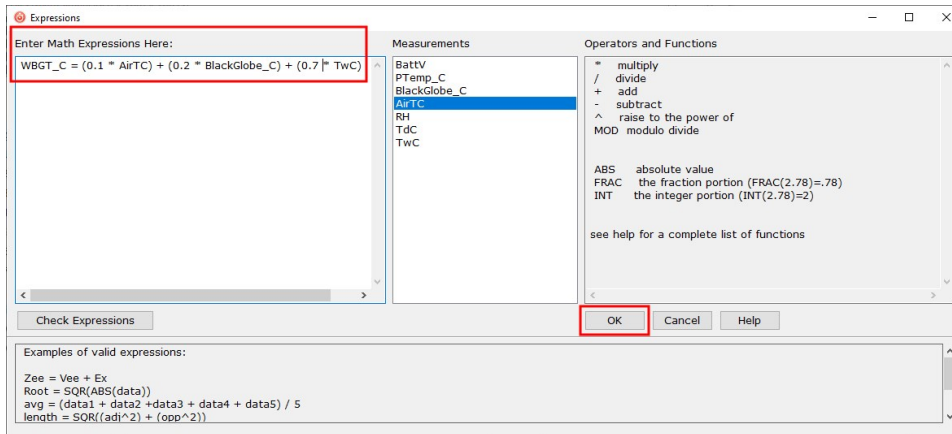 Expressions
Enter Math Expressions Here:
WBGT_C = (0.1 * AirTC) + (0.2 * BlackGlobe_C) + (0.7 * TwC)
Measurements
BattV
PTemp_C
BlackGlobe_C
AirTC
RH
TdC
TwC
Operators and Functions
* multiply
/ divide
+ add
- subtract
^ raise to the power of
MOD modulo divide
ABS absolute value
FRAC the fraction portion (FRAC(2.78)=.78)
INT the integer portion (INT(2.78)=2)
see help for a complete list of functions
Check Expressions
OK Cancel Help
Examples of valid expressions:
Zee = Vee + Ex
Root = SQR(ABS(data))
avg = (data1 + data2 +data3 + data4 + data5) / 5
length = SQR((adj^2) + (opp^2))